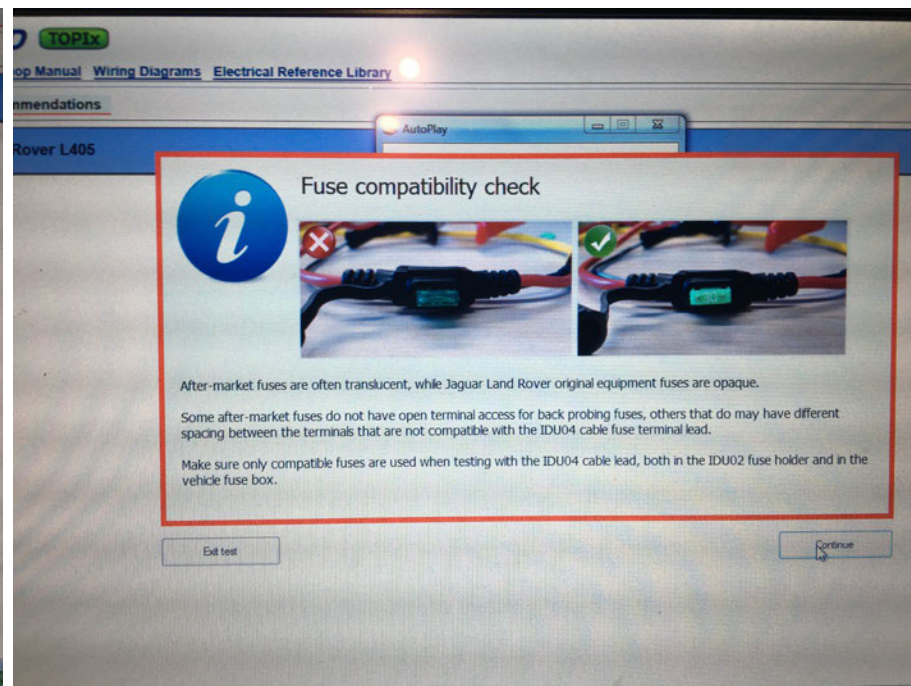 TOPIx
op Manual Wiring Diagrams Electrical Reference Library
mmendations
AutoPlay
Rover L405
Fuse compatibility check
After-market fuses are often translucent, while Jaguar Land Rover original equipment fuses are opaque.
Some after-market fuses do not have open terminal access for back probing fuses, others that do may have different
spacing between the terminals that are not compatible with the IDU04 cable fuse terminal lead.
Make sure only compatible fuses are used when testing with the IDU04 cable lead, both in the IDU02 fuse holder and in the
vehicle fuse box.
Exit test
Continue